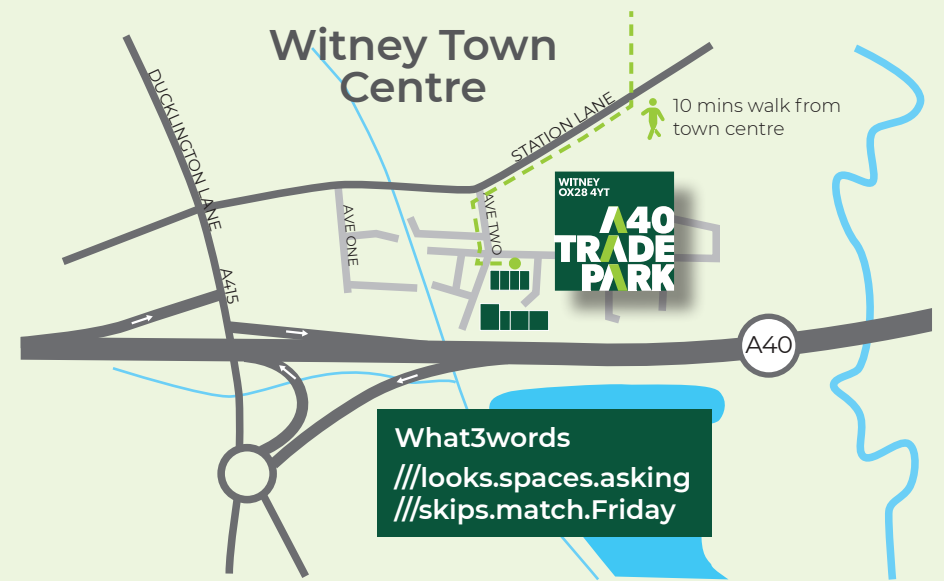 Witney Town
Centre
DUCKLINGTON LANE
STATION LANE
10 mins walk from
town centre
WITNEY
OX28 4YT
A40
TRADE
PARK
AVE ONE
AVE TWO
A415
A40
What3words
///looks.spaces.asking
///skips.match.Friday